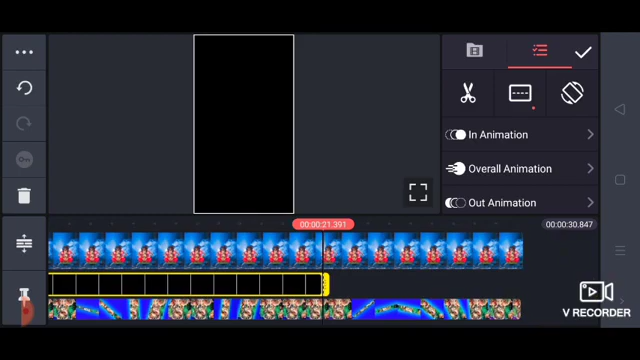 In Animation
Overall Animation
Out Animation
00:00:21.391
00:00:30.847
V RECORDER